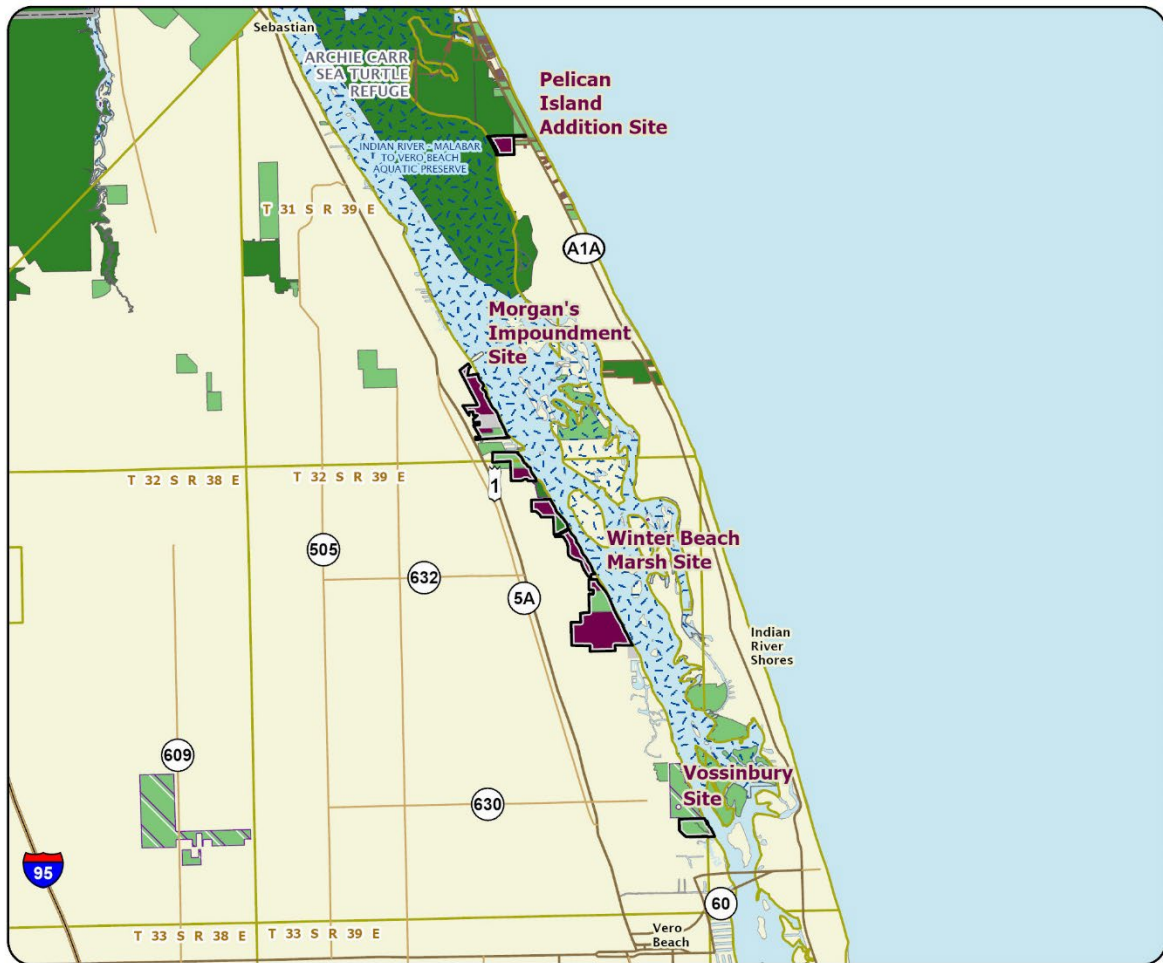 Sebastian
ARCHIE CARR
SEA TURTLE
REFUGE
Pelican
Island
Addition Site
INDIAN RIVER - MALABAR
TO VERO BEACH
AQUATIC PRESERVE
T 31 S R 39 E
A1A
Morgan's
Impoundment
Site
T 32 S R 38 E
T 32 S R 39 E
1
505
632
5A
Winter Beach
Marsh Site
Indian
River
Shores
609
630
Vossinbury
Site
95
60
T 33 S R 38 E
T 33 S R 39 E
Vero
Beach